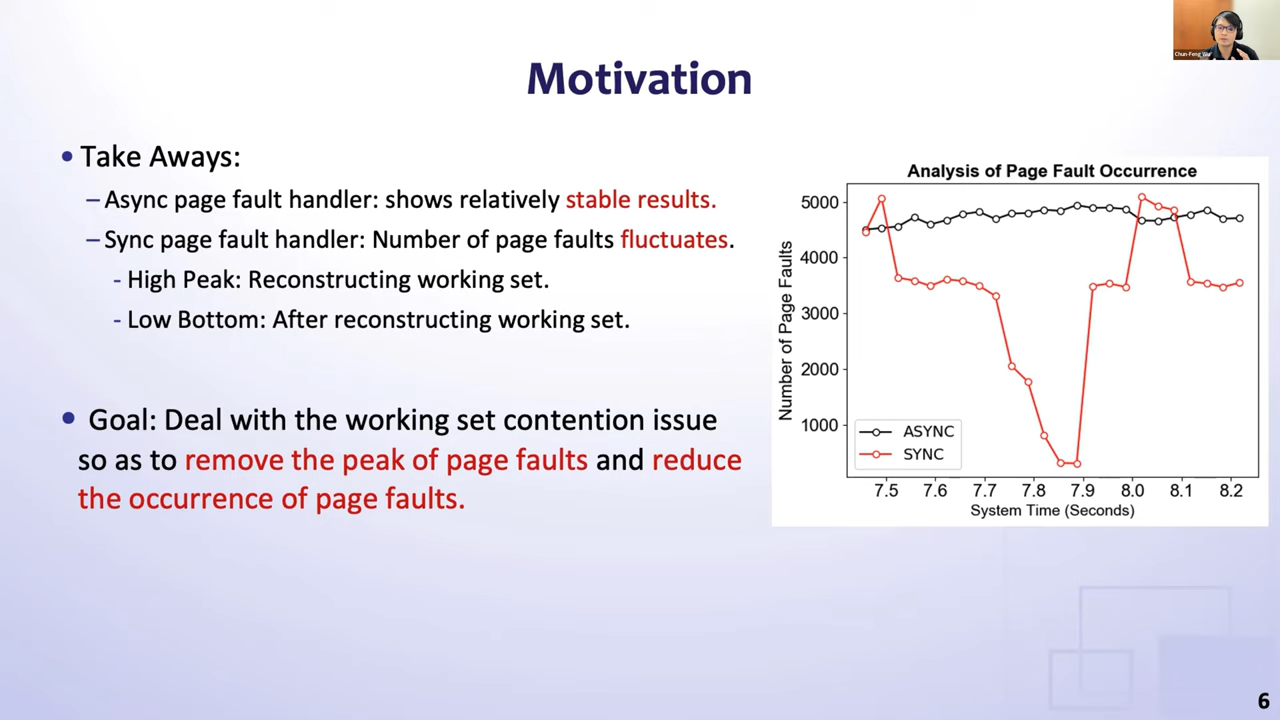 Chun-Feng Wu
Motivation
• Take Aways:
– Async page fault handler: shows relatively stable results.
– Sync page fault handler: Number of page faults fluctuates.
- High Peak: Reconstructing working set.
- Low Bottom: After reconstructing working set.
• Goal: Deal with the working set contention issue
so as to remove the peak of page faults and reduce
the occurrence of page faults.
Analysis of Page Fault Occurrence
Number of Page Faults
5000
4000
3000
2000
1000
ASYNC
SYNC
7.5 7.6 7.7 7.8 7.9 8.0 8.1 8.2
System Time (Seconds)
6